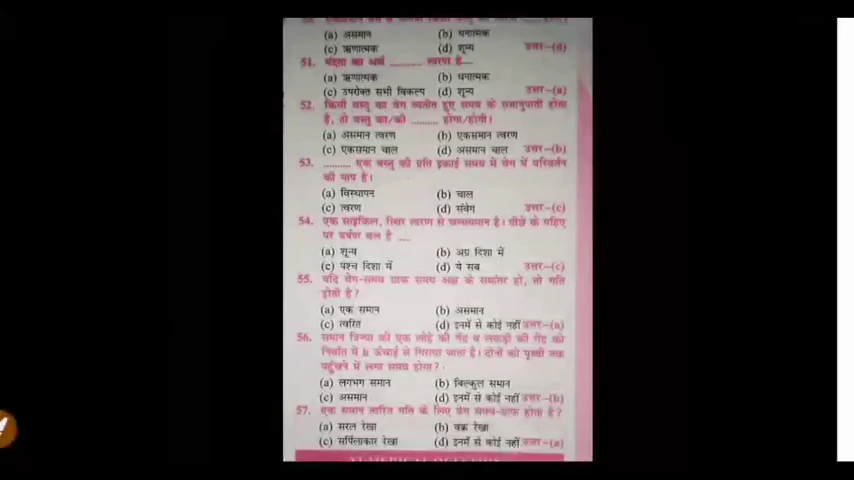 (a) असमान (b) धनात्मक
(c) ऋणात्मक (d) शून्य उत्तर–(d)
51. मंदता का अर्थ ......... त्वरण है—
(a) ऋणात्मक (b) धनात्मक
(c) उपरोक्त सभी विकल्प (d) शून्य उत्तर–(a)
52. किसी वस्तु का वेग व्यतीत हुए समय के समानुपाती होता
है, तो वस्तु का/की ......... होगा/होगी।
(a) असमान त्वरण (b) एकसमान त्वरण
(c) एकसमान चाल (d) असमान चाल उत्तर–(b)
53. ......... एक वस्तु की प्रति इकाई समय में वेग में परिवर्तन
की माप है।
(a) विस्थापन (b) चाल
(c) त्वरण (d) संवेग उत्तर–(c)
54. एक साइकिल, स्थिर त्वरण से चलायमान है। पीछे के पहिए
पर घर्षण बल है ....
(a) शून्य (b) अग्र दिशा में
(c) पश्च दिशा में (d) ये सब उत्तर–(c)
55. यदि वेग-समय ग्राफ समय अक्ष के समांतर हो, तो गति
होती है?
(a) एक समान (b) असमान
(c) त्वरित (d) इनमें से कोई नहीं उत्तर–(a)
56. समान त्रिज्या की एक लोहे की गेंद व लकड़ी की गेंद को
निर्वात में h ऊँचाई से गिराया जाता है। दोनों को पृथ्वी तक
पहुँचने में लगा समय होगा?
(a) लगभग समान (b) बिल्कुल समान
(c) असमान (d) इनमें से कोई नहीं उत्तर–(b)
57. एक समान त्वरित गति के लिए वेग समय-ग्राफ होता है?
(a) सरल रेखा (b) वक्र रेखा
(c) सर्पिलाकार रेखा (d) इनमें से कोई नहीं उत्तर–(a)